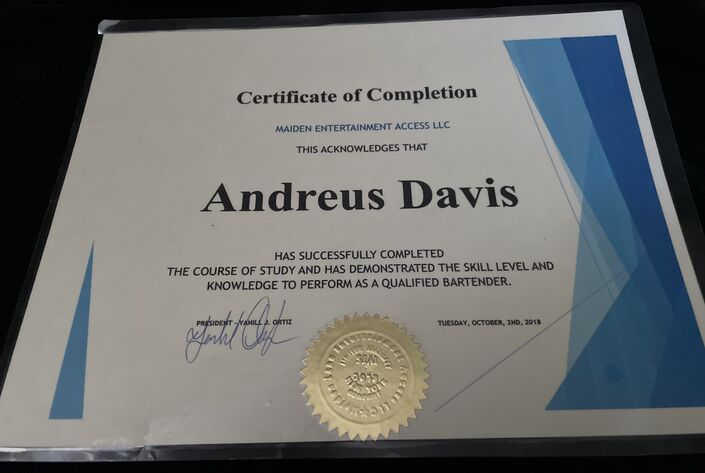 Certificate of Completion
MAIDEN ENTERTAINMENT ACCESS LLC
THIS ACKNOWLEDGES THAT
Andreus Davis
HAS SUCCESSFULLY COMPLETED
THE COURSE OF STUDY AND HAS DEMONSTRATED THE SKILL LEVEL AND
KNOWLEDGE TO PERFORM AS A QUALIFIED BARTENDER.
PRESIDENT - YANILL J. ORTIZ
TUESDAY, OCTOBER, 2ND, 2018
SEAL